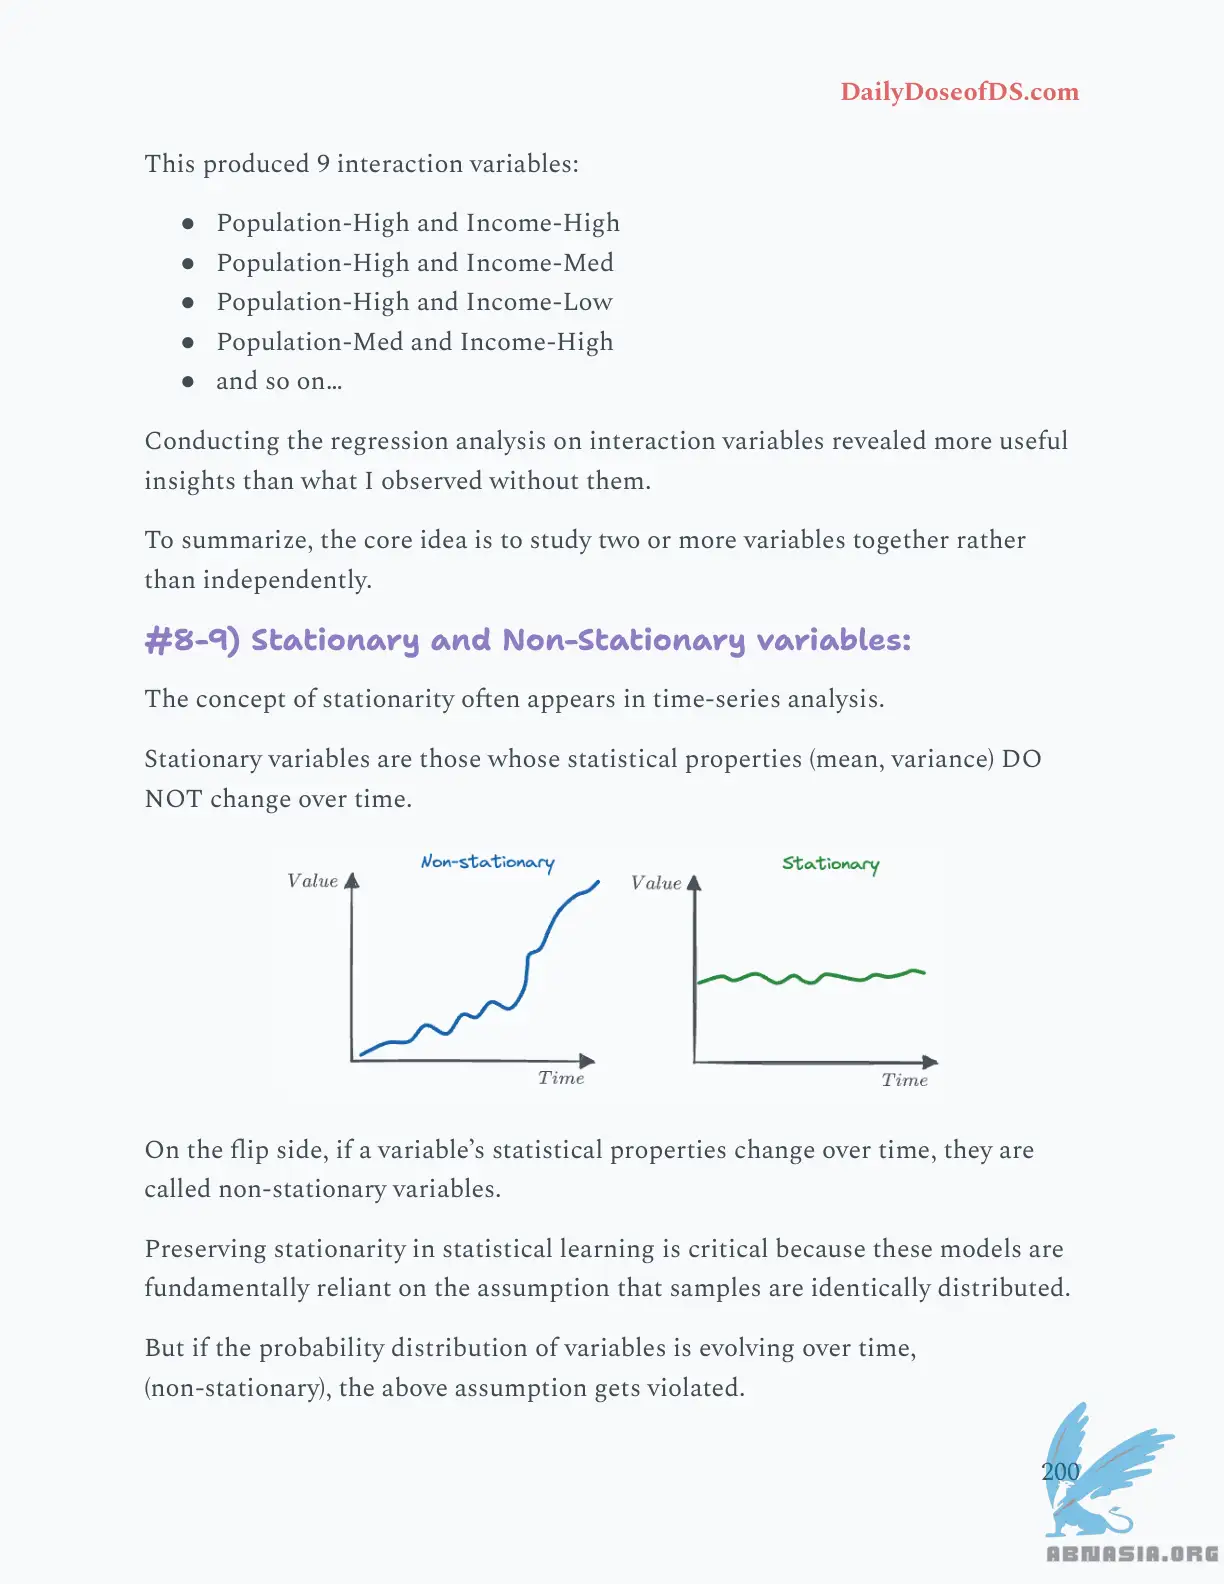 DailyDoseofDS.com
This produced 9 interaction variables:
● Population-High and Income-High
● Population-High and Income-Med
● Population-High and Income-Low
● Population-Med and Income-High
● and so on…
Conducting the regression analysis on interaction variables revealed more useful
insights than what I observed without them.
To summarize, the core idea is to study two or more variables together rather
than independently.
#8-9) Stationary and Non-Stationary variables:
The concept of stationarity often appears in time-series analysis.
Stationary variables are those whose statistical properties (mean, variance) DO
NOT change over time.
Non-stationary
Value
Time
Stationary
Value
Time
On the flip side, if a variable’s statistical properties change over time, they are
called non-stationary variables.
Preserving stationarity in statistical learning is critical because these models are
fundamentally reliant on the assumption that samples are identically distributed.
But if the probability distribution of variables is evolving over time,
(non-stationary), the above assumption gets violated.
200
ABNASIA.ORG